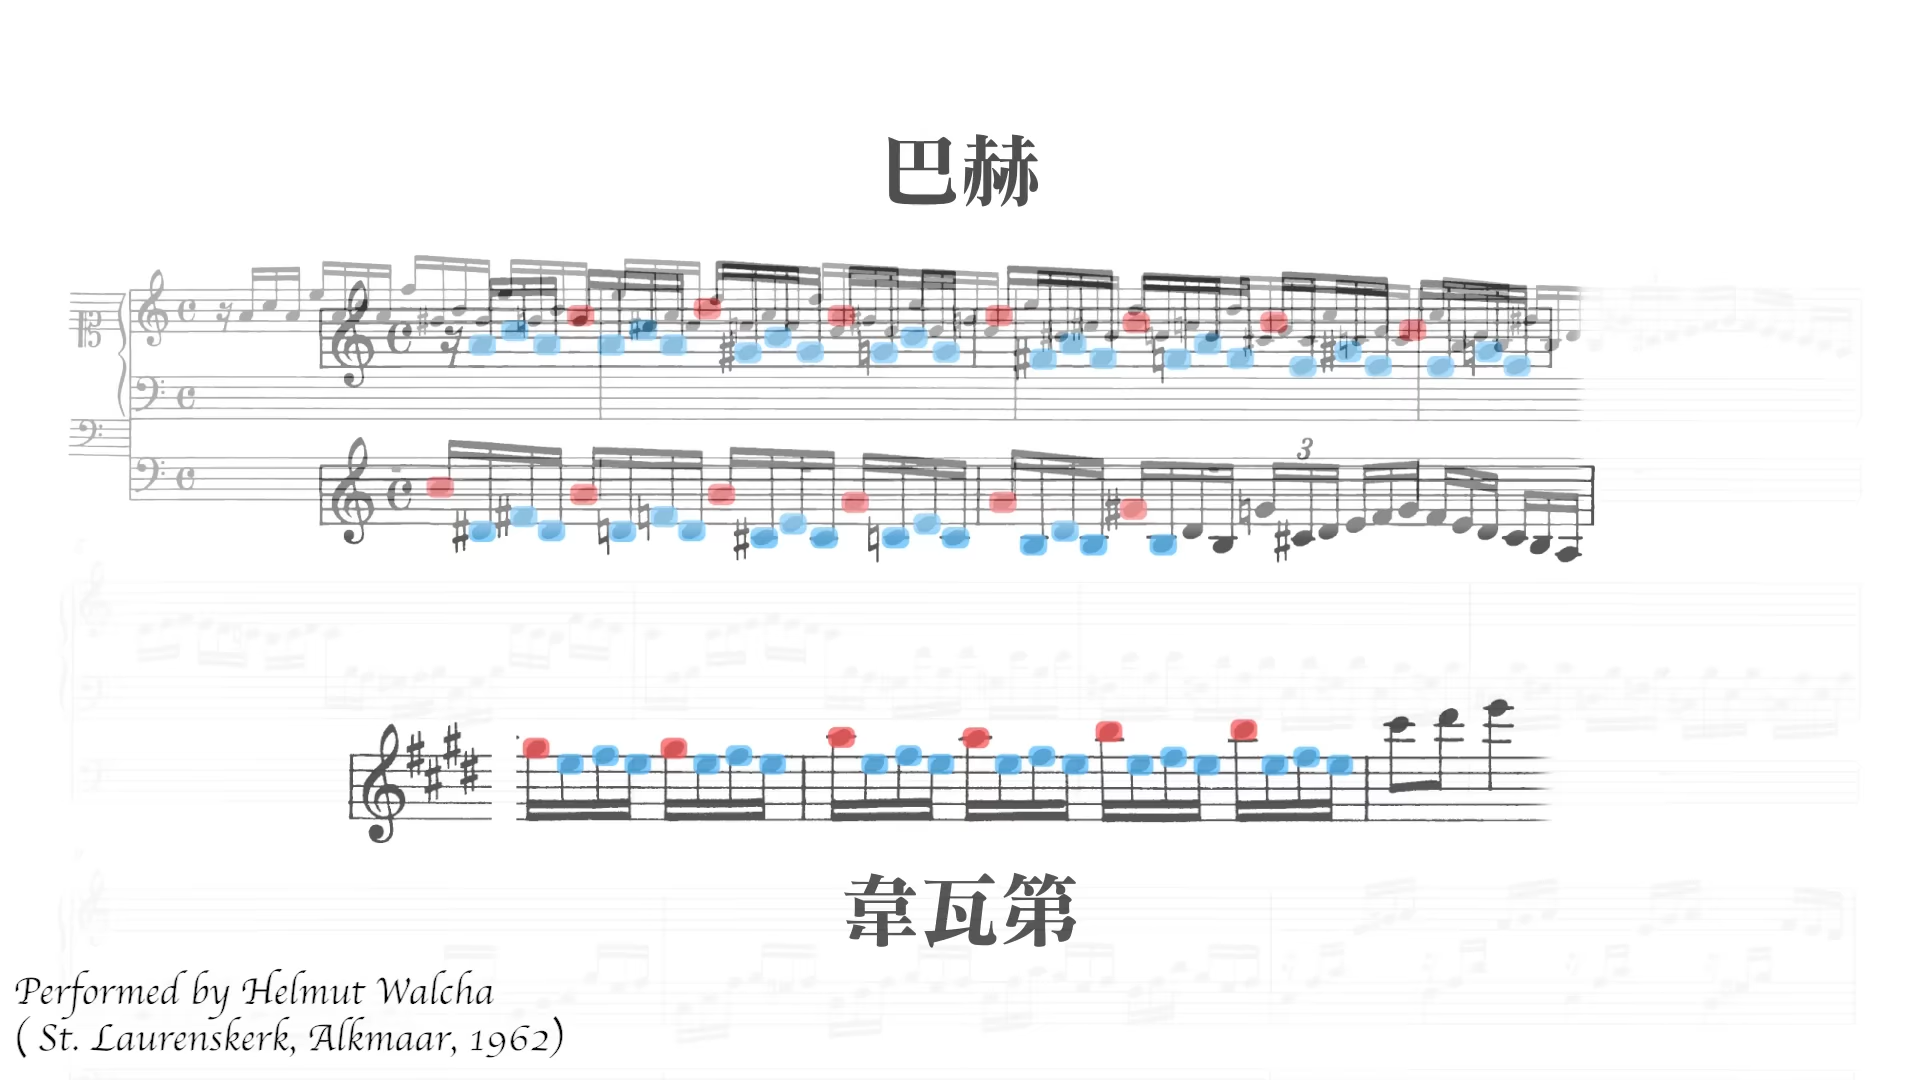 巴赫
3
韋瓦第
Performed by Helmut Walcha
( St. Laurenskerk, Alkmaar, 1962)